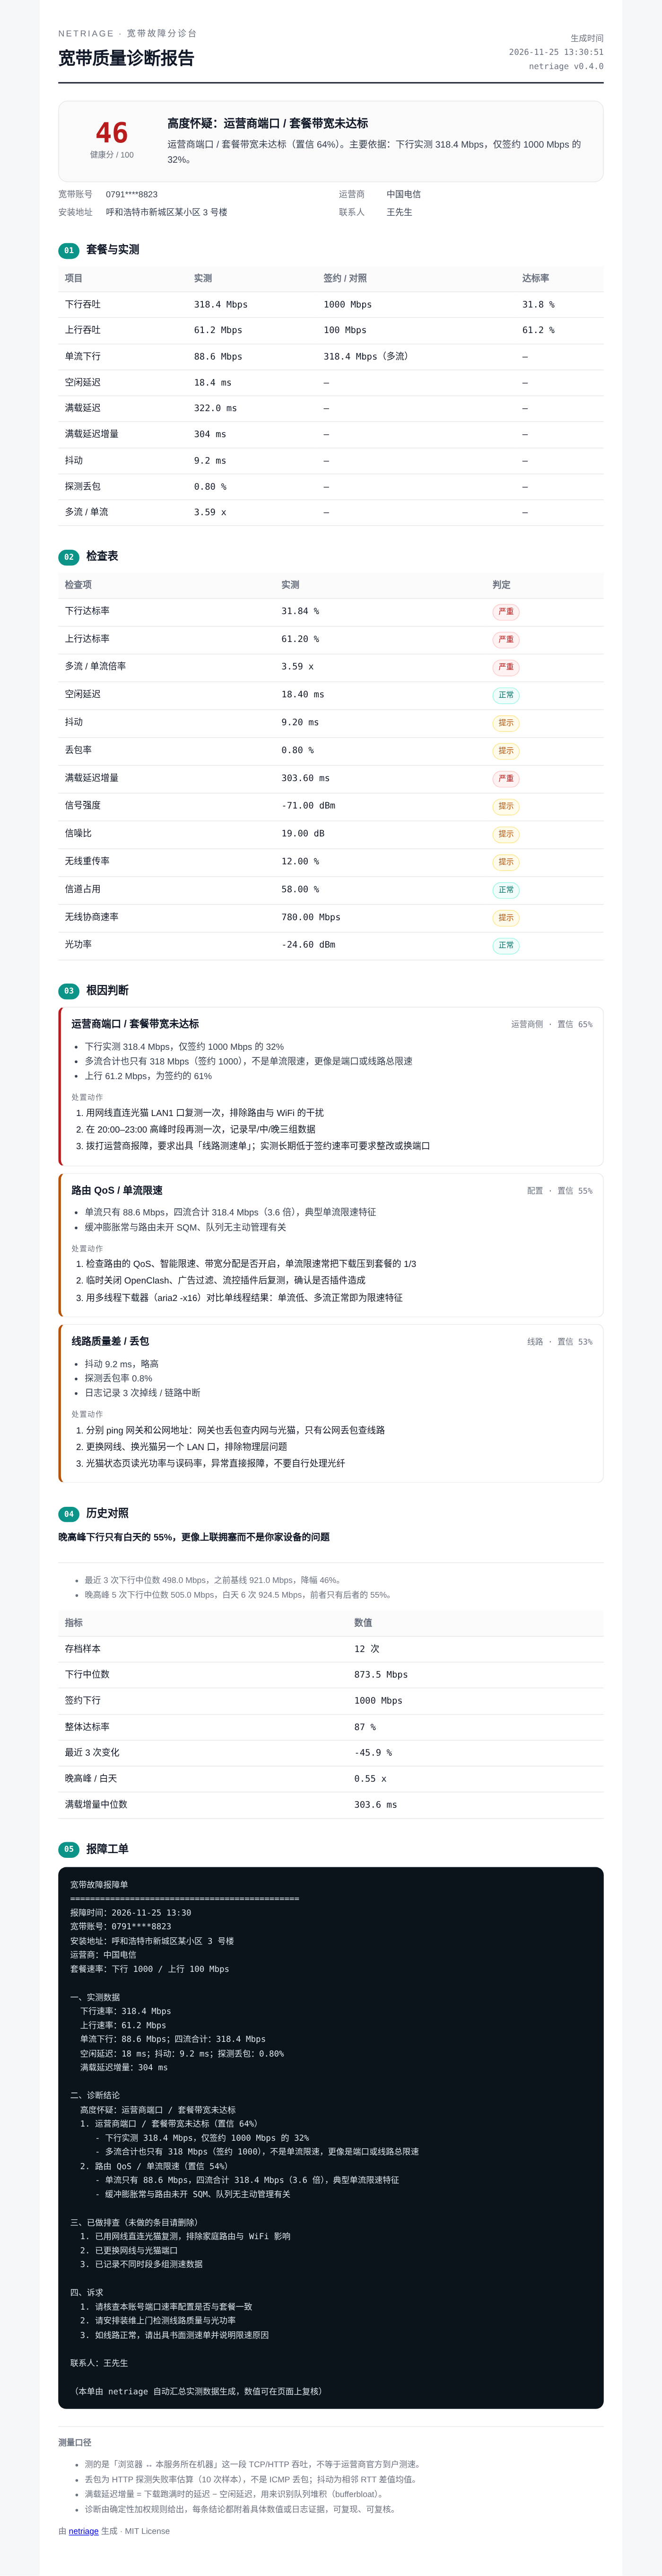 NETRIAGE · 宽带故障分诊台
宽带质量诊断报告
生成时间
2026-11-25 13:30:51
netriage v0.4.0
46
健康分 / 100
高度怀疑：运营商端口 / 套餐带宽未达标
运营商端口 / 套餐带宽未达标（置信 64%）。主要依据：下行实测 318.4 Mbps，仅签约 1000 Mbps 的
32%。
宽带账号 0791****8823 运营商 中国电信
安装地址 呼和浩特市新城区某小区 3 号楼 联系人 王先生
01 套餐与实测
项目 实测 签约 / 对照 达标率
下行吞吐 318.4 Mbps 1000 Mbps 31.8 %
上行吞吐 61.2 Mbps 100 Mbps 61.2 %
单流下行 88.6 Mbps 318.4 Mbps（多流） —
空闲延迟 18.4 ms — —
满载延迟 322.0 ms — —
满载延迟增量 304 ms — —
抖动 9.2 ms — —
探测丢包 0.80 % — —
多流 / 单流 3.59 x — —
02 检查表
检查项 实测 判定
下行达标率 31.84 % 严重
上行达标率 61.20 % 严重
多流 / 单流倍率 3.59 x 严重
空闲延迟 18.40 ms 正常
抖动 9.20 ms 提示
丢包率 0.80 % 提示
满载延迟增量 303.60 ms 严重
信号强度 -71.00 dBm 提示
信噪比 19.00 dB 提示
无线重传率 12.00 % 提示
信道占用 58.00 % 正常
无线协商速率 780.00 Mbps 提示
光功率 -24.60 dBm 正常
03 根因判断
运营商端口 / 套餐带宽未达标 运营商侧 · 置信 65%
• 下行实测 318.4 Mbps，仅签约 1000 Mbps 的 32%
• 多流合计也只有 318 Mbps（签约 1000），不是单流限速，更像是端口或线路总限速
• 上行 61.2 Mbps，为签约的 61%
处置动作
1. 用网线直连光猫 LAN1 口复测一次，排除路由与 WiFi 的干扰
2. 在 20:00–23:00 高峰时段再测一次，记录早/中/晚三组数据
3. 拨打运营商报障，要求出具「线路测速单」；实测长期低于签约速率可要求整改或换端口
路由 QoS / 单流限速 配置 · 置信 55%
• 单流只有 88.6 Mbps，四流合计 318.4 Mbps（3.6 倍），典型单流限速特征
• 缓冲膨胀常与路由未开 SQM、队列无主动管理有关
处置动作
1. 检查路由的 QoS、智能限速、带宽分配是否开启，单流限速常把下载压到套餐的 1/3
2. 临时关闭 OpenClash、广告过滤、流控插件后复测，确认是否插件造成
3. 用多线程下载器（aria2 -x16）对比单线程结果：单流低、多流正常即为限速特征
线路质量差 / 丢包 线路 · 置信 53%
• 抖动 9.2 ms，略高
• 探测丢包率 0.8%
• 日志记录 3 次掉线 / 链路中断
处置动作
1. 分别 ping 网关和公网地址：网关也丢包查内网与光猫，只有公网丢包查线路
2. 更换网线、换光猫另一个 LAN 口，排除物理层问题
3. 光猫状态页读光功率与误码率，异常直接报障，不要自行处理光纤
04 历史对照
晚高峰下行只有白天的 55%，更像上联拥塞而不是你家设备的问题
• 最近 3 次下行中位数 498.0 Mbps，之前基线 921.0 Mbps，降幅 46%。
• 晚高峰 5 次下行中位数 505.0 Mbps，白天 6 次 924.5 Mbps，前者只有后者的 55%。
指标 数值
存档样本 12 次
下行中位数 873.5 Mbps
签约下行 1000 Mbps
整体达标率 87 %
最近 3 次变化 -45.9 %
晚高峰 / 白天 0.55 x
满载增量中位数 303.6 ms
05 报障工单
宽带故障报障单
==============================================
报障时间：2026-11-25 13:30
宽带账号：0791****8823
安装地址：呼和浩特市新城区某小区 3 号楼
运营商：中国电信
套餐速率：下行 1000 / 上行 100 Mbps
一、实测数据
下行速率：318.4 Mbps
上行速率：61.2 Mbps
单流下行：88.6 Mbps；四流合计：318.4 Mbps
空闲延迟：18 ms；抖动：9.2 ms；探测丢包：0.80%
满载延迟增量：304 ms
二、诊断结论
高度怀疑：运营商端口 / 套餐带宽未达标
1. 运营商端口 / 套餐带宽未达标（置信 64%）
- 下行实测 318.4 Mbps，仅签约 1000 Mbps 的 32%
- 多流合计也只有 318 Mbps（签约 1000），不是单流限速，更像是端口或线路总限速
2. 路由 QoS / 单流限速（置信 54%）
- 单流只有 88.6 Mbps，四流合计 318.4 Mbps（3.6 倍），典型单流限速特征
- 缓冲膨胀常与路由未开 SQM、队列无主动管理有关
三、已做排查（未做的条目请删除）
1. 已用网线直连光猫复测，排除家庭路由与 WiFi 影响
2. 已更换网线与光猫端口
3. 已记录不同时段多组测速数据
四、诉求
1. 请核查本账号端口速率配置是否与套餐一致
2. 请安排装维上门检测线路质量与光功率
3. 如线路正常，请出具书面测速单并说明限速原因
联系人：王先生
（本单由 netriage 自动汇总实测数据生成，数值可在页面上复核）
测量口径
• 测的是「浏览器 ↔ 本服务所在机器」这一段 TCP/HTTP 吞吐，不等于运营商官方到户测速。
• 丢包为 HTTP 探测失败率估算（10 次样本），不是 ICMP 丢包；抖动为相邻 RTT 差值均值。
• 满载延迟增量 = 下载跑满时的延迟 − 空闲延迟，用来识别队列堆积（bufferbloat）。
• 诊断由确定性加权规则给出，每条结论都附着具体数值或日志证据，可复现、可复核。
由 netriage 生成 · MIT License